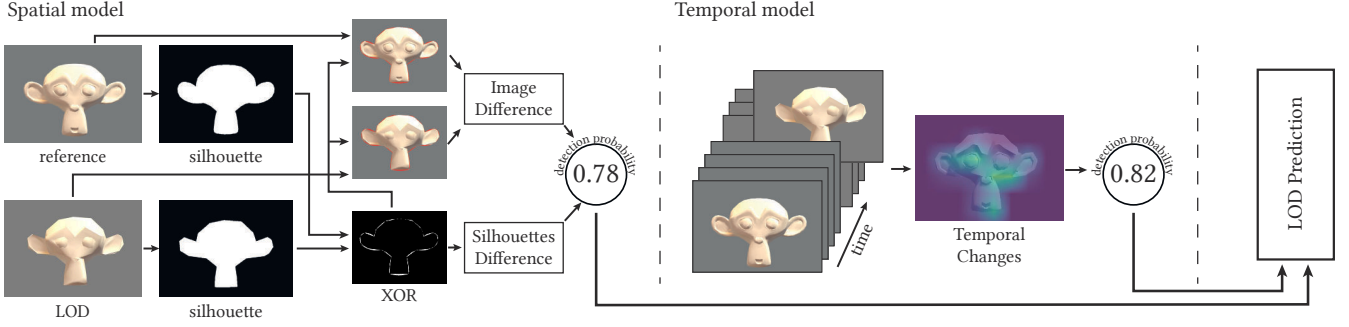 Spatial model
Temporal model
reference
silhouette
LOD
silhouette
XOR
Image
Difference
Silhouettes
Difference
detection probability
0.78
time
Temporal
Changes
detection probability
0.82
LOD Prediction